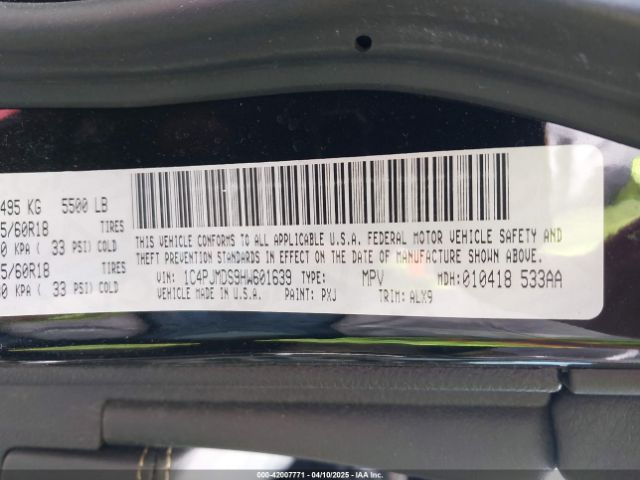 495 KG 5500 LB
5/60R18 TIRES
0 KPA ( 33 PSI) COLD
5/60R18 TIRES
30 KPA ( 33 PSI) COLD
THIS VEHICLE CONFORMS TO ALL APPLICABLE U.S.A. FEDERAL MOTOR VEHICLE SAFETY AND
THEFT PREVENTION STANDARDS IN EFFECT ON THE DATE OF MANUFACTURE SHOWN ABOVE.
VIN: 1C4PJMDS9HW601639 TYPE: MPV MDH: 010418 533AA
VEHICLE MADE IN U.S.A. PAINT: PXJ TRIM: ALX9
000-42007771 04/10/2025 IAA Inc.